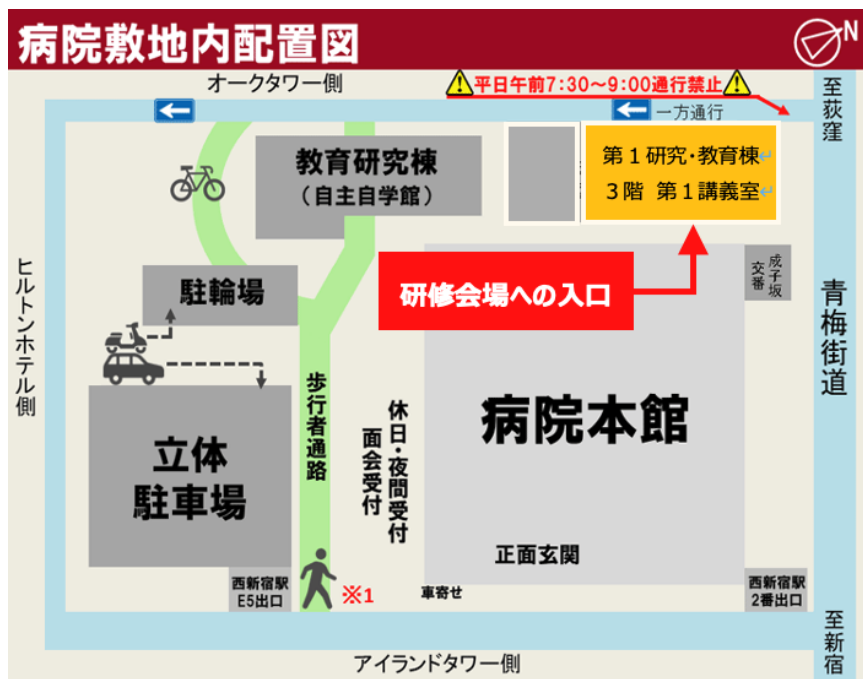 病院敷地内配置図
N
オークタワー側
平日午前7:30～9:00通行禁止
一方通行
至荻窪
教育研究棟
（自主自学館）
第１研究・教育棟↵
３階 第１講義室↵
研修会場への入口
成子坂
交番
駐輪場
ヒルトンホテル側
青梅街道
歩行者通路
休日・夜間受付
面会受付
病院本館
立体
駐車場
正面玄関
西新宿駅
E5出口
※1
車寄せ
西新宿駅
2番出口
至新宿
アイランドタワー側